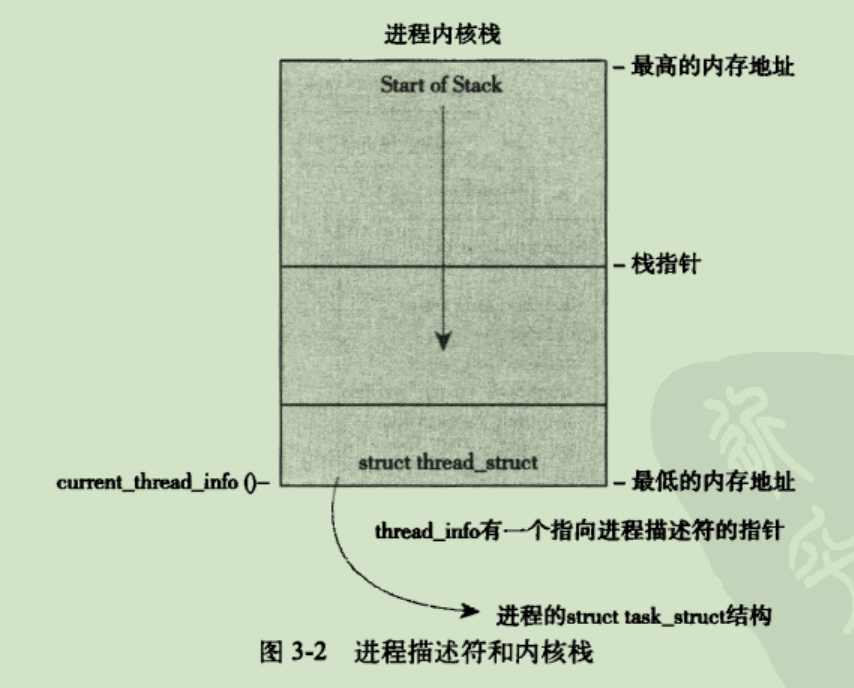 进程内核栈
Start of Stack
最高的内存地址
栈指针
struct thread_struct
current_thread_info ()
最低的内存地址
thread_info有一个指向进程描述符的指针
进程的struct task_struct结构
图 3-2 进程描述符和内核栈